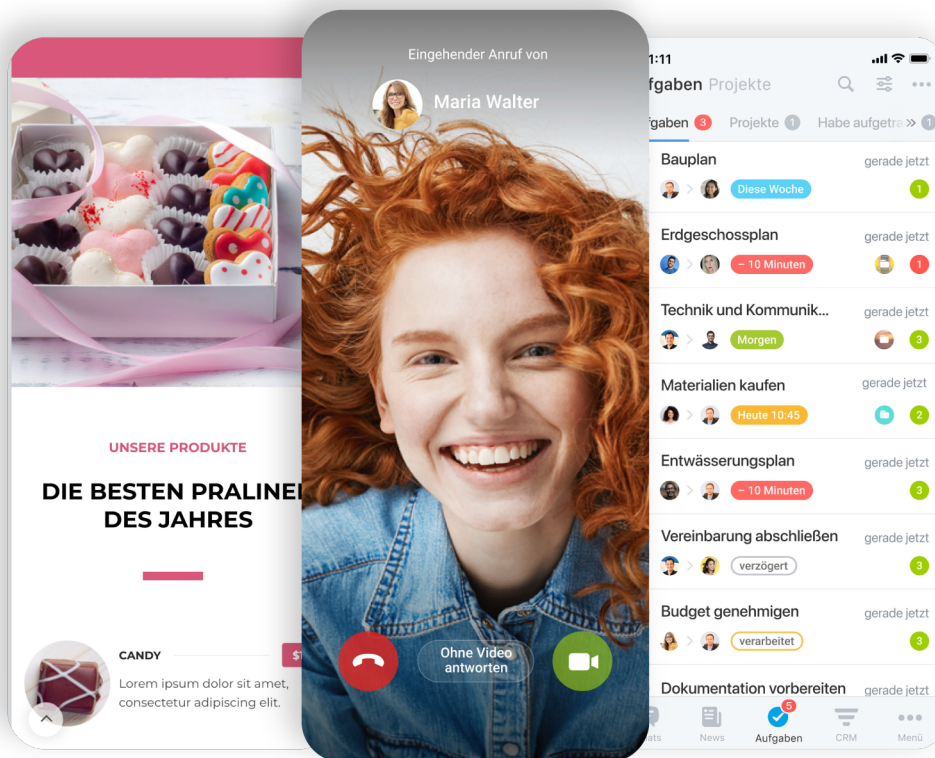 UNSERE PRODUKTE
DIE BESTEN PRALINE
DES JAHRES
CANDY
$
Lorem ipsum dolor sit amet,
consectetur adipiscing elit.
Eingehender Anruf von
Maria Walter
Ohne Video
antworten
1:11
fgaben Projekte
fgaben 3 Projekte 1 Habe aufgetra » 1
Bauplan gerade jetzt
Diese Woche 1
Erdgeschossplan gerade jetzt
– 10 Minuten 1
Technik und Kommunik... gerade jetzt
Morgen 3
Materialien kaufen gerade jetzt
Heute 10:45 2
Entwässerungsplan gerade jetzt
– 10 Minuten 3
Vereinbarung abschließen gerade jetzt
verzögert 3
Budget genehmigen gerade jetzt
verarbeitet 3
Dokumentation vorbereiten gerade jetzt
5
ats News Aufgaben CRM Menü